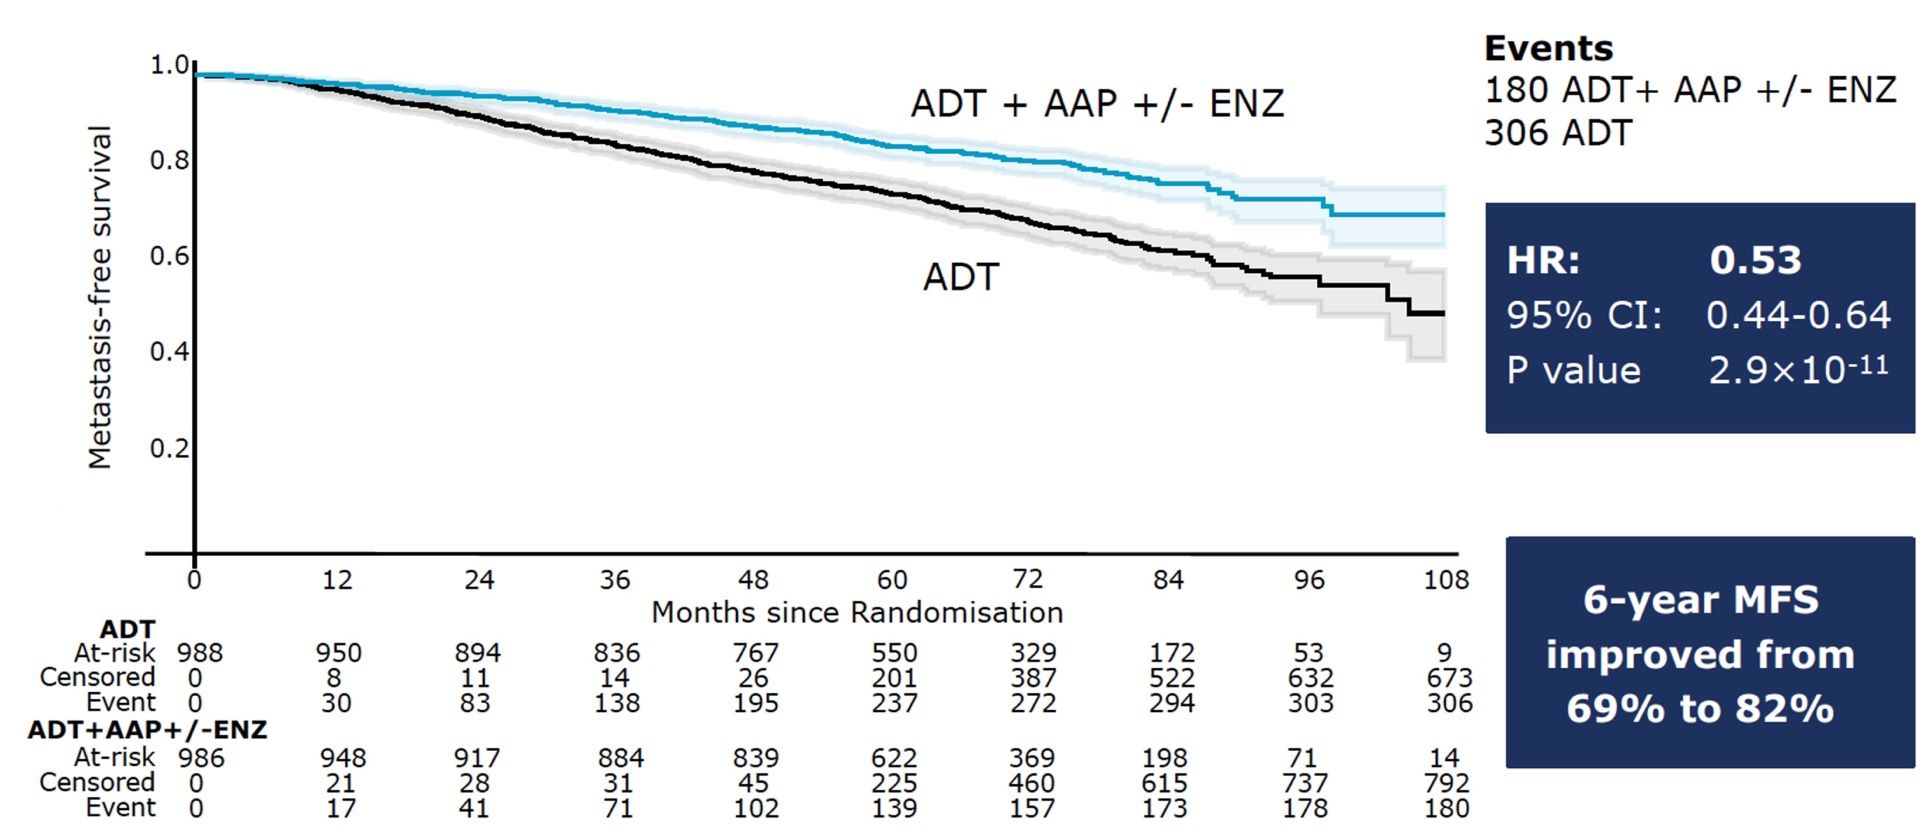 1.0
0.8
0.6
0.4
0.2
Metastasis-free survival
ADT + AAP +/- ENZ
ADT
0 12 24 36 48 60 72 84 96 108
Months since Randomisation
ADT
At-risk 988 950 894 836 767 550 329 172 53 9
Censored 0 8 11 14 26 201 387 522 632 673
Event 0 30 83 138 195 237 272 294 303 306
ADT+AAP+/-ENZ
At-risk 986 948 917 884 839 622 369 198 71 14
Censored 0 21 28 31 45 225 460 615 737 792
Event 0 17 41 71 102 139 157 173 178 180
Events
180 ADT+ AAP +/- ENZ
306 ADT
HR: 0.53
95% CI: 0.44-0.64
P value 2.9×10⁻¹¹
6-year MFS
improved from
69% to 82%